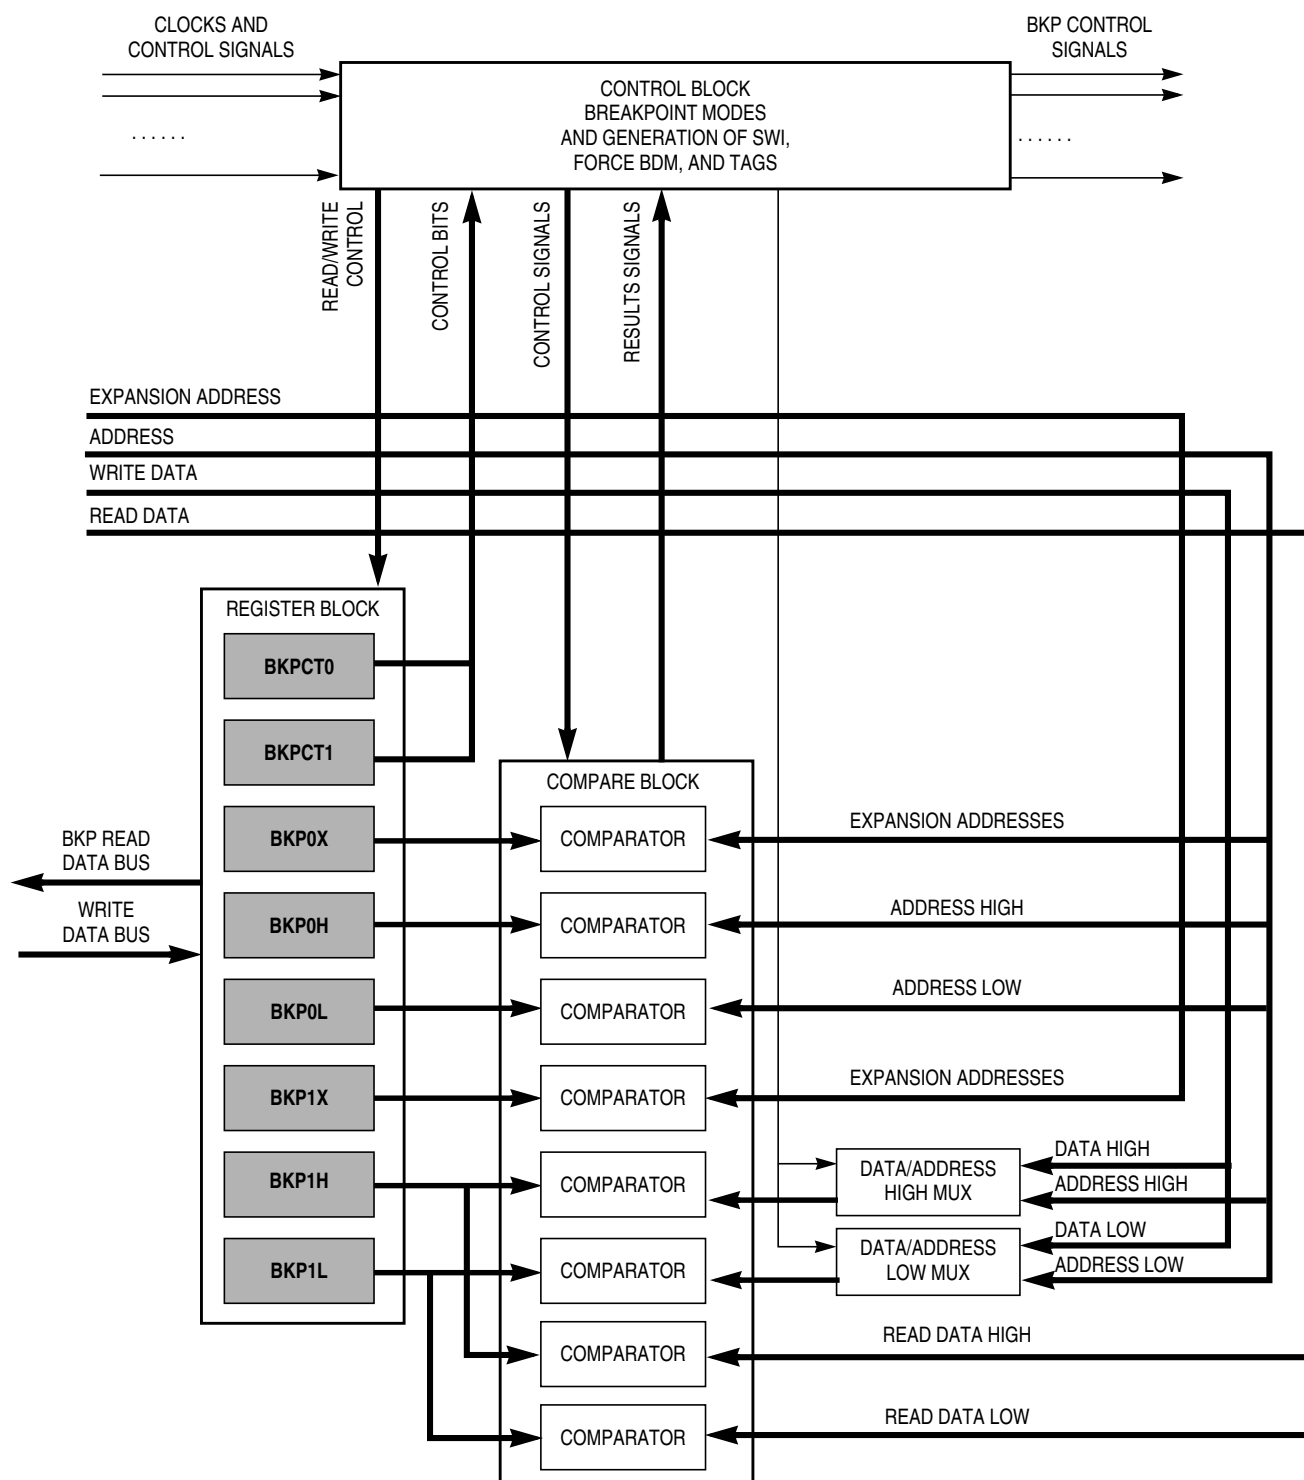 CLOCKS AND
CONTROL SIGNALS
BKP CONTROL
SIGNALS
. . . . . .
. . . . . .
CONTROL BLOCK
BREAKPOINT MODES
AND GENERATION OF SWI,
FORCE BDM, AND TAGS
READ/WRITE
CONTROL
CONTROL BITS
CONTROL SIGNALS
RESULTS SIGNALS
EXPANSION ADDRESS
ADDRESS
WRITE DATA
READ DATA
REGISTER BLOCK
BKPCT0
BKPCT1
COMPARE BLOCK
BKP READ
DATA BUS
WRITE
DATA BUS
BKP0X
COMPARATOR
EXPANSION ADDRESSES
BKP0H
COMPARATOR
ADDRESS HIGH
BKP0L
COMPARATOR
ADDRESS LOW
BKP1X
COMPARATOR
EXPANSION ADDRESSES
BKP1H
COMPARATOR
DATA/ADDRESS
HIGH MUX
DATA HIGH
ADDRESS HIGH
BKP1L
COMPARATOR
DATA/ADDRESS
LOW MUX
DATA LOW
ADDRESS LOW
COMPARATOR
READ DATA HIGH
COMPARATOR
READ DATA LOW